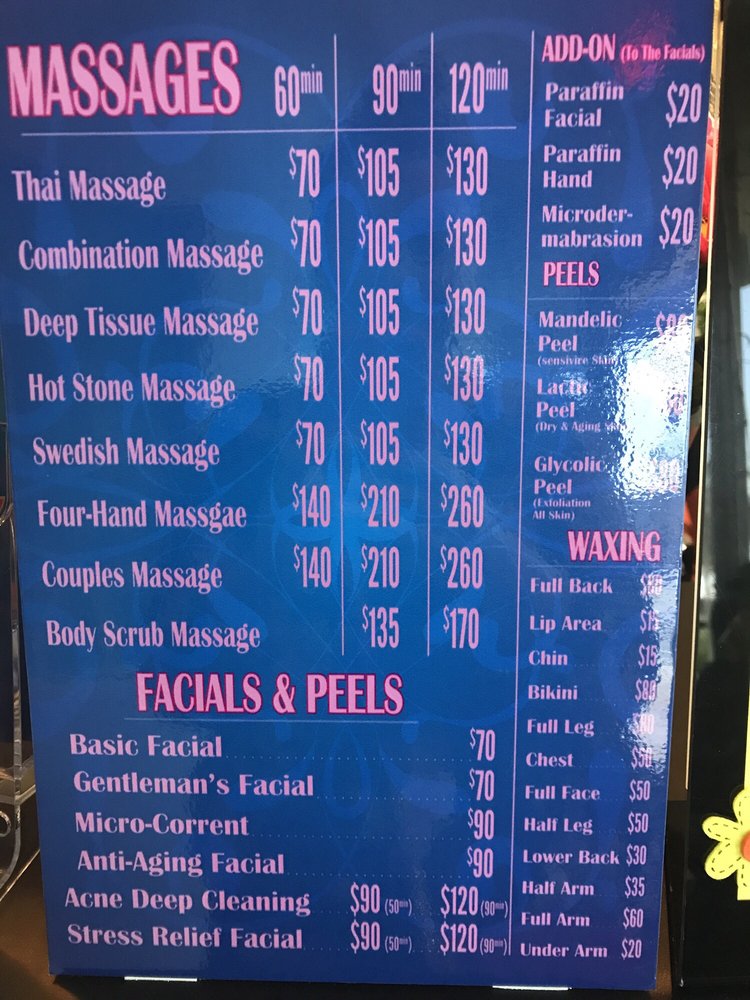 MASSAGES 60min 90min 120min
Thai Massage $70 $105 $130
Combination Massage $70 $105 $130
Deep Tissue Massage $70 $105 $130
Hot Stone Massage $70 $105 $130
Swedish Massage $70 $105 $130
Four-Hand Massgae $140 $210 $260
Couples Massage $140 $210 $260
Body Scrub Massage $135 $170
FACIALS & PEELS
Basic Facial $70
Gentleman's Facial $70
Micro-Corrent $90
Anti-Aging Facial $90
Acne Deep Cleaning $90 (50min) $120 (90min)
Stress Relief Facial $90 (50min) $120 (90min)
ADD-ON (To The Facials)
Paraffin
Facial $20
Paraffin
Hand $20
Microder-
mabrasion $20
PEELS
Mandelic
Peel
(sensivire Skin)
Lactic
Peel
(Dry & Aging Skin)
Glycolic
Peel
(Exfoliation
All Skin)
WAXING
Full Back
Lip Area
Chin $15
Bikini
Full Leg
Chest $50
Full Face $50
Half Leg $50
Lower Back $30
Half Arm $35
Full Arm $60
Under Arm $20